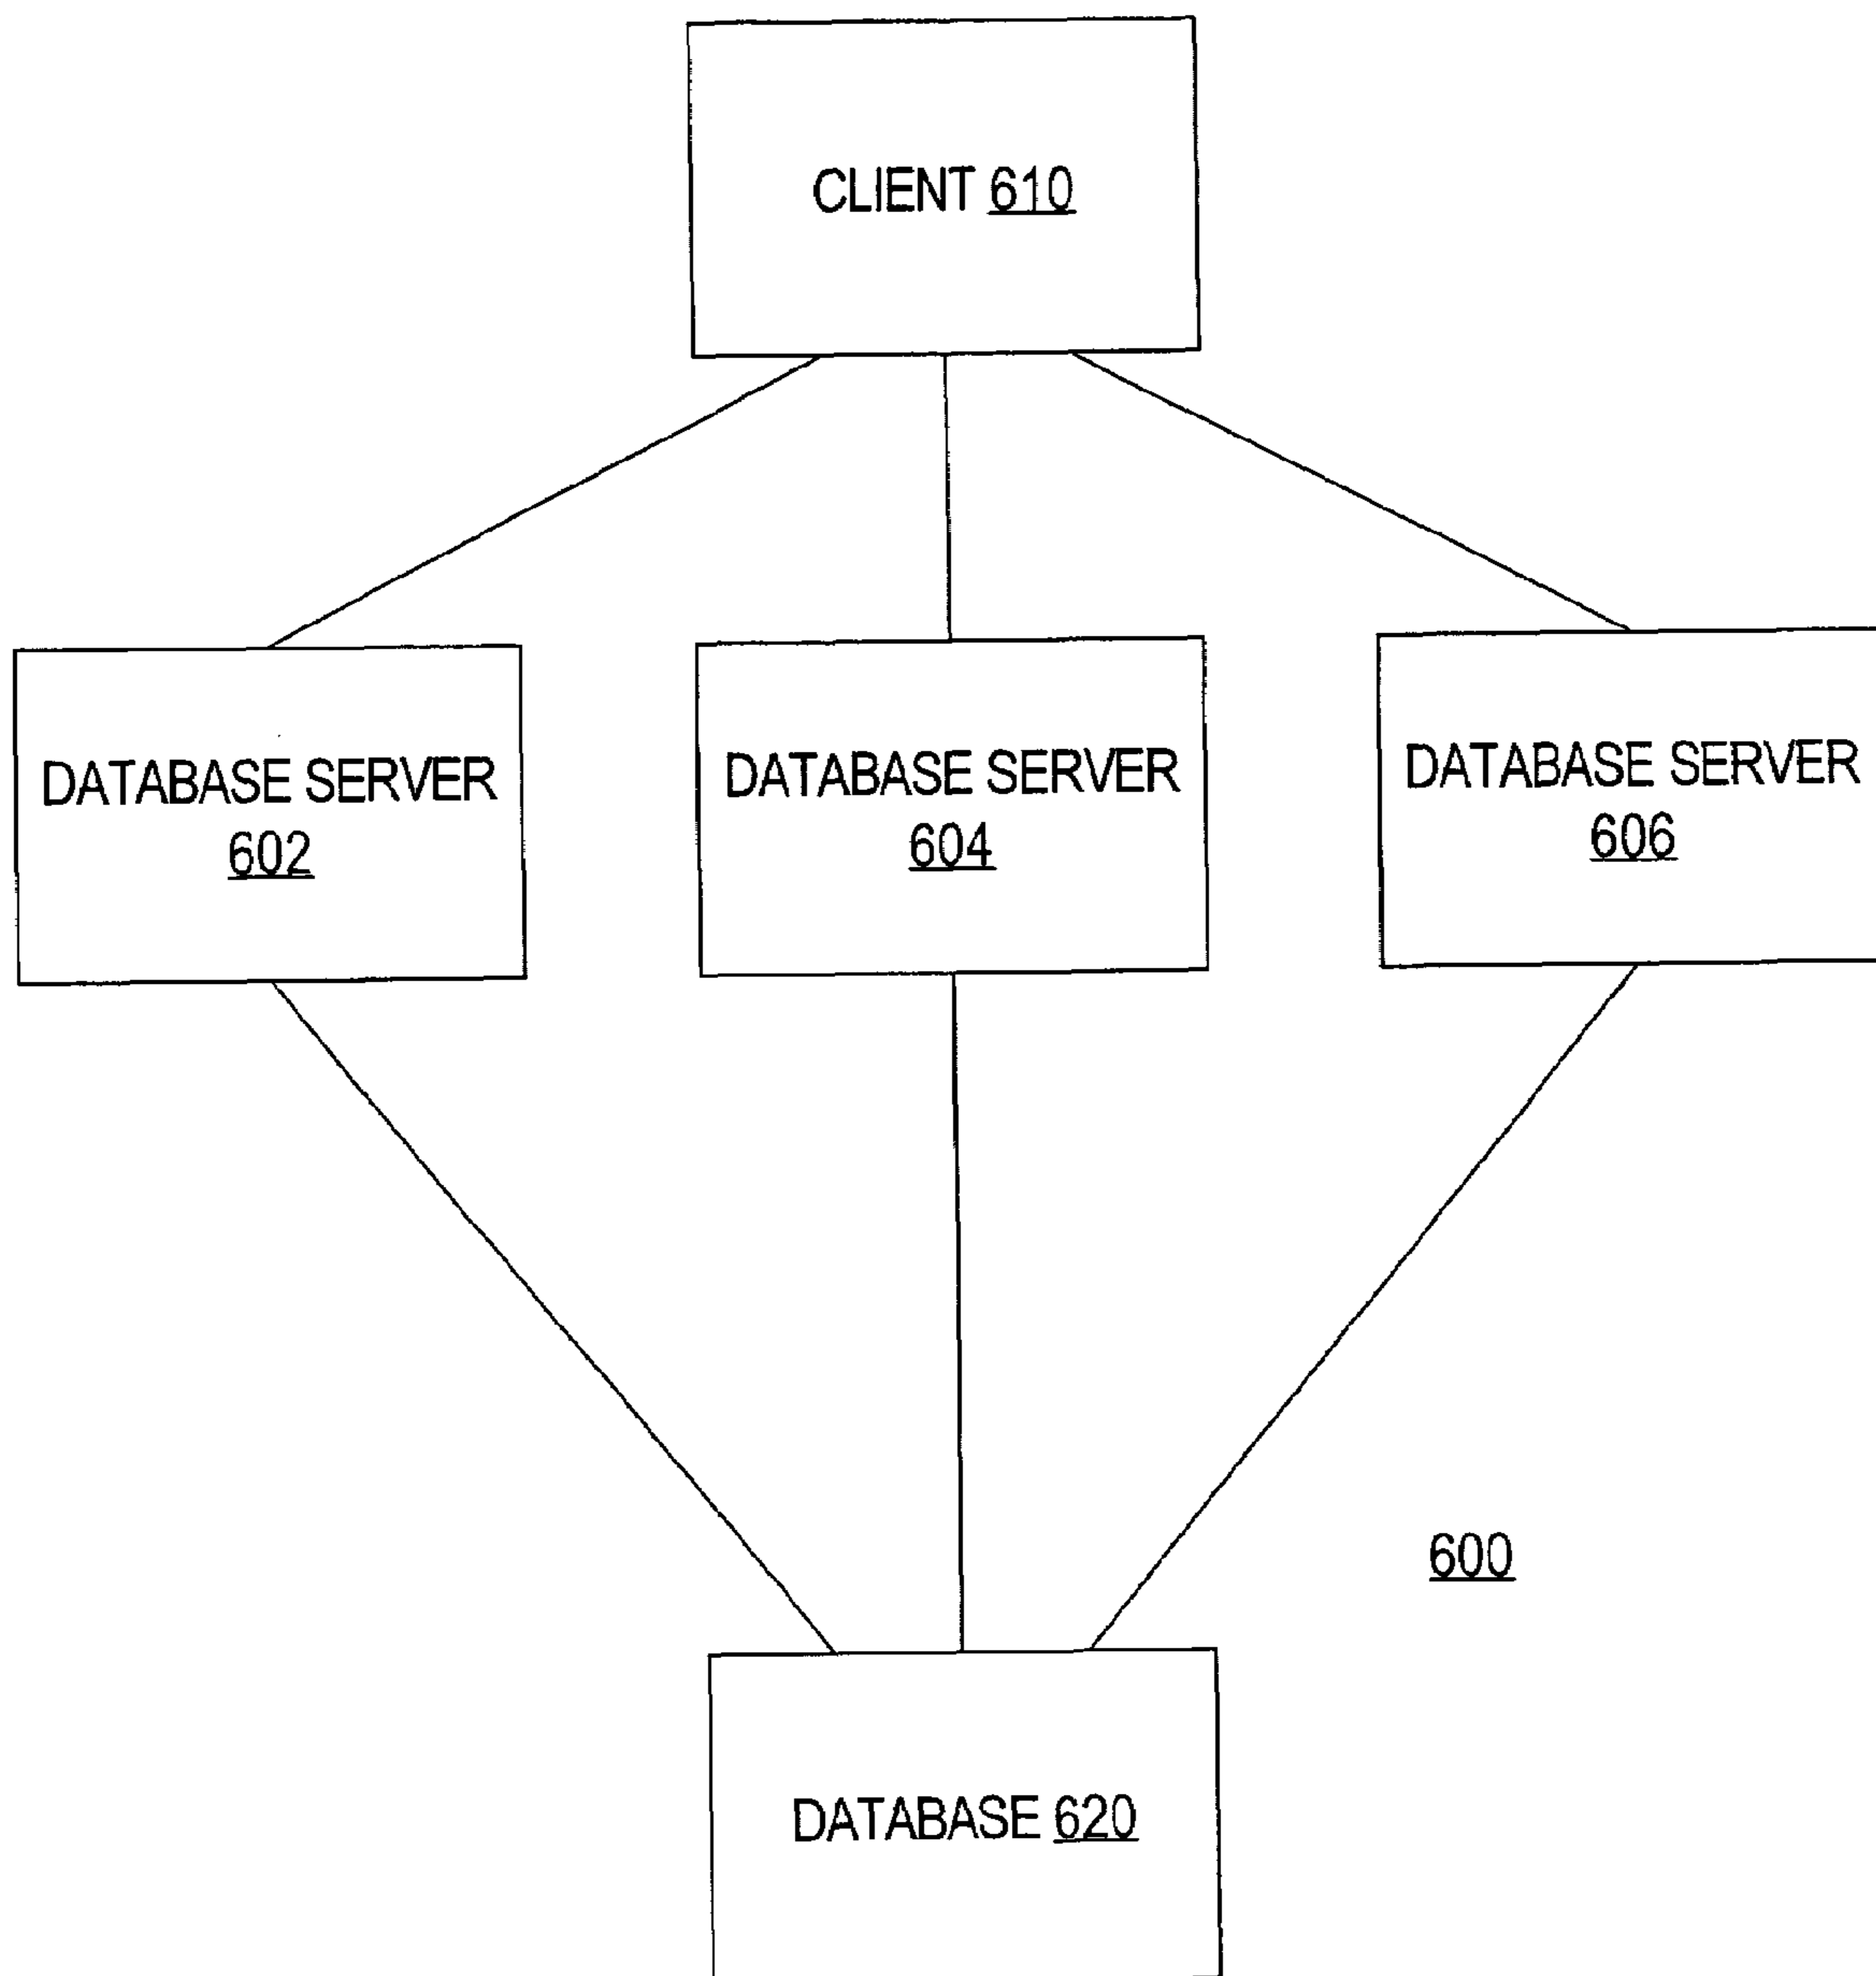 CLIENT 610
DATABASE SERVER
602
DATABASE SERVER
604
DATABASE SERVER
606
600
DATABASE 620